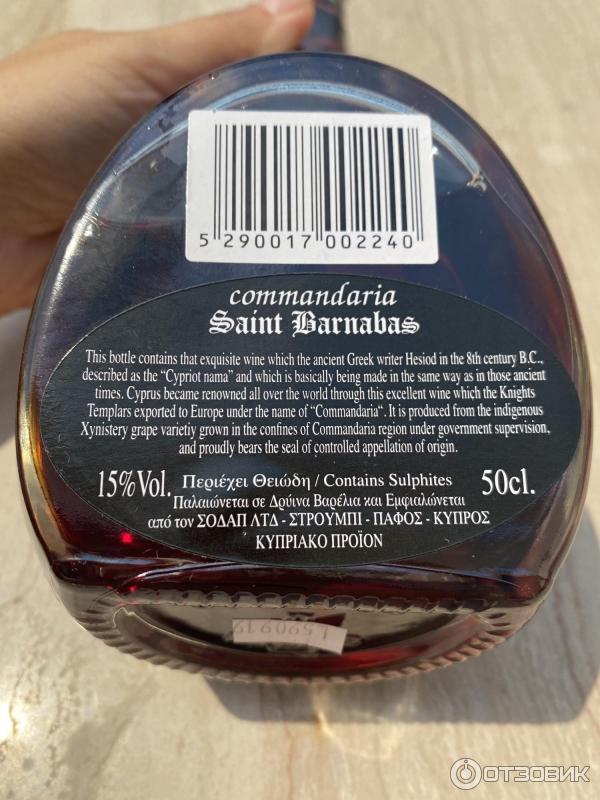 5 290017 002240
commandaria
Saint Barnabas
This bottle contains that exquisite wine which the ancient Greek writer Hesiod in the 8th century B.C.,
described as the “Cypriot nama” and which is basically being made in the same way as in those ancient
times. Cyprus became renowned all over the world through this excellent wine which the Knights
Templars exported to Europe under the name of “Commandaria“. It is produced from the indigenous
Xynistery grape varietiy grown in the confines of Commandaria region under government supervision,
and proudly bears the seal of controlled appellation of origin.
15%Vol. Περιέχει Θειώδη / Contains Sulphites 50cl.
Παλαιώνεται σε Δρύινα Βαρέλια και Εμφιαλώνεται
από τον ΣΟΔΑΠ ΛΤΔ - ΣΤΡΟΥΜΠΙ - ΠΑΦΟΣ - ΚΥΠΡΟΣ
ΚΥΠΡΙΑΚΟ ΠΡΟΪΟΝ
L590919
ОТЗОВИК